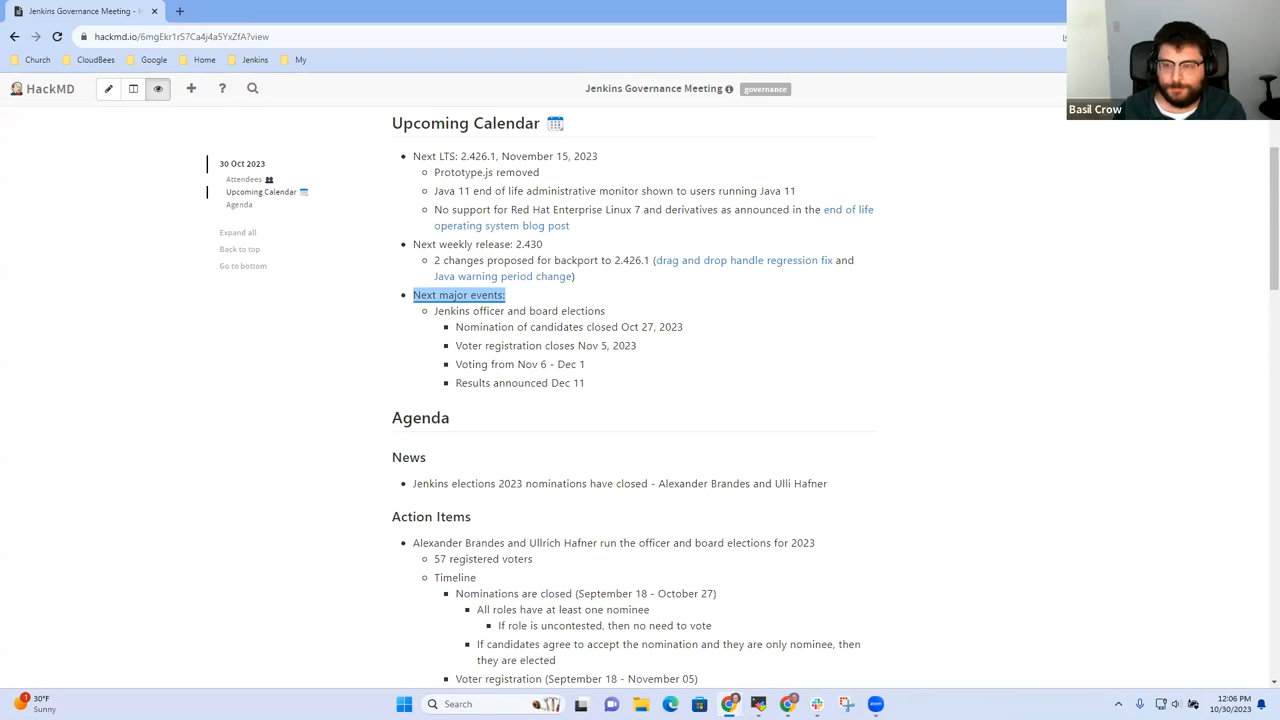 Jenkins Governance Meeting - H
hackmd.io/6mgEkr1rS7Ca4j4a5YxZfA?view
Church
CloudBees
Google
Home
Jenkins
My
HackMD
Jenkins Governance Meeting
governance
Basil Crow
30 Oct 2023
Attendees
Upcoming Calendar
Agenda
Expand all
Back to top
Go to bottom
Upcoming Calendar
Next LTS: 2.426.1, November 15, 2023
Prototype.js removed
Java 11 end of life administrative monitor shown to users running Java 11
No support for Red Hat Enterprise Linux 7 and derivatives as announced in the end of life
operating system blog post
Next weekly release: 2.430
2 changes proposed for backport to 2.426.1 (drag and drop handle regression fix and
Java warning period change)
Next major events:
Jenkins officer and board elections
Nomination of candidates closed Oct 27, 2023
Voter registration closes Nov 5, 2023
Voting from Nov 6 - Dec 1
Results announced Dec 11
Agenda
News
Jenkins elections 2023 nominations have closed - Alexander Brandes and Ulli Hafner
Action Items
Alexander Brandes and Ullrich Hafner run the officer and board elections for 2023
57 registered voters
Timeline
Nominations are closed (September 18 - October 27)
All roles have at least one nominee
If role is uncontested, then no need to vote
If candidates agree to accept the nomination and they are only nominee, then
they are elected
Voter registration (September 18 - November 05)
1
30°F
Sunny
Search
zoom
12:06 PM
10/30/2023